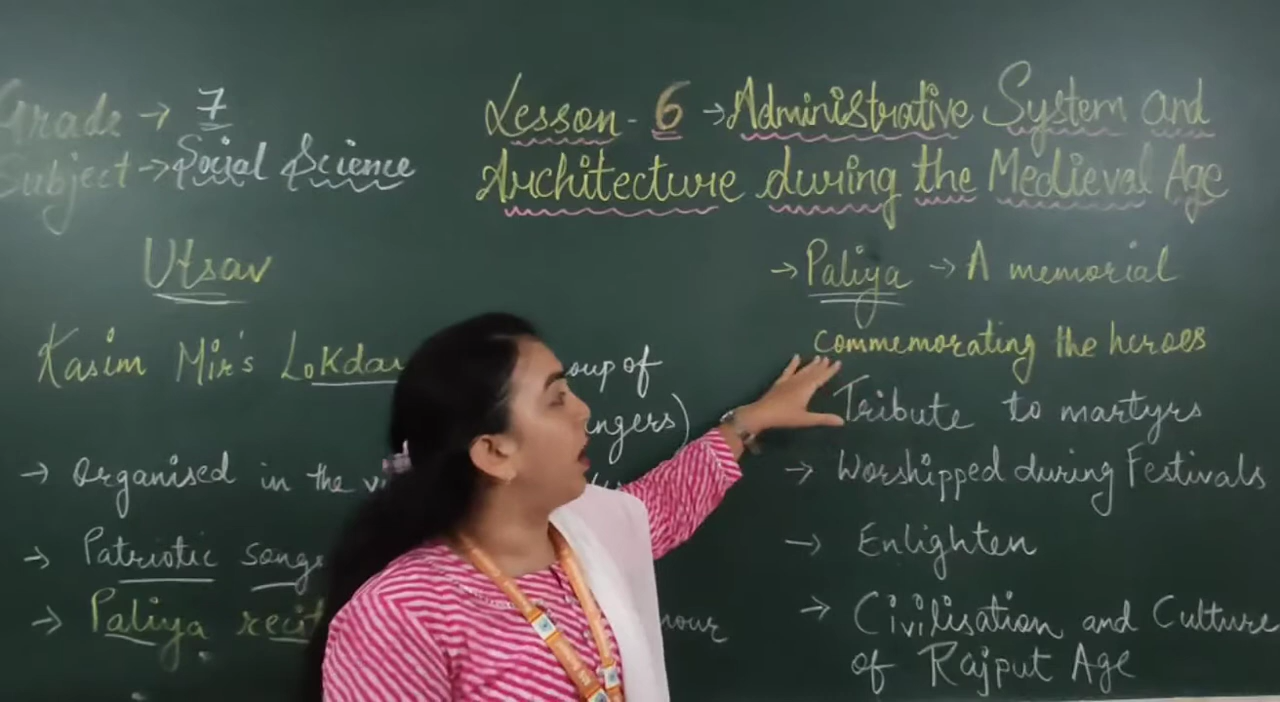 Grade → 7
Subject → Social Science
Lesson - 6 → Administrative System and
Architecture during the Medieval Age
Utsav
Kasim Mir's
→ Organised in the
→ Patriotic songs
→ Paliya
→ Paliya → A memorial
commemorating the heroes
Tribute to martyrs
→ Worshipped during Festivals
→ Enlighten
→ Civilisation and Culture
of Rajput Age